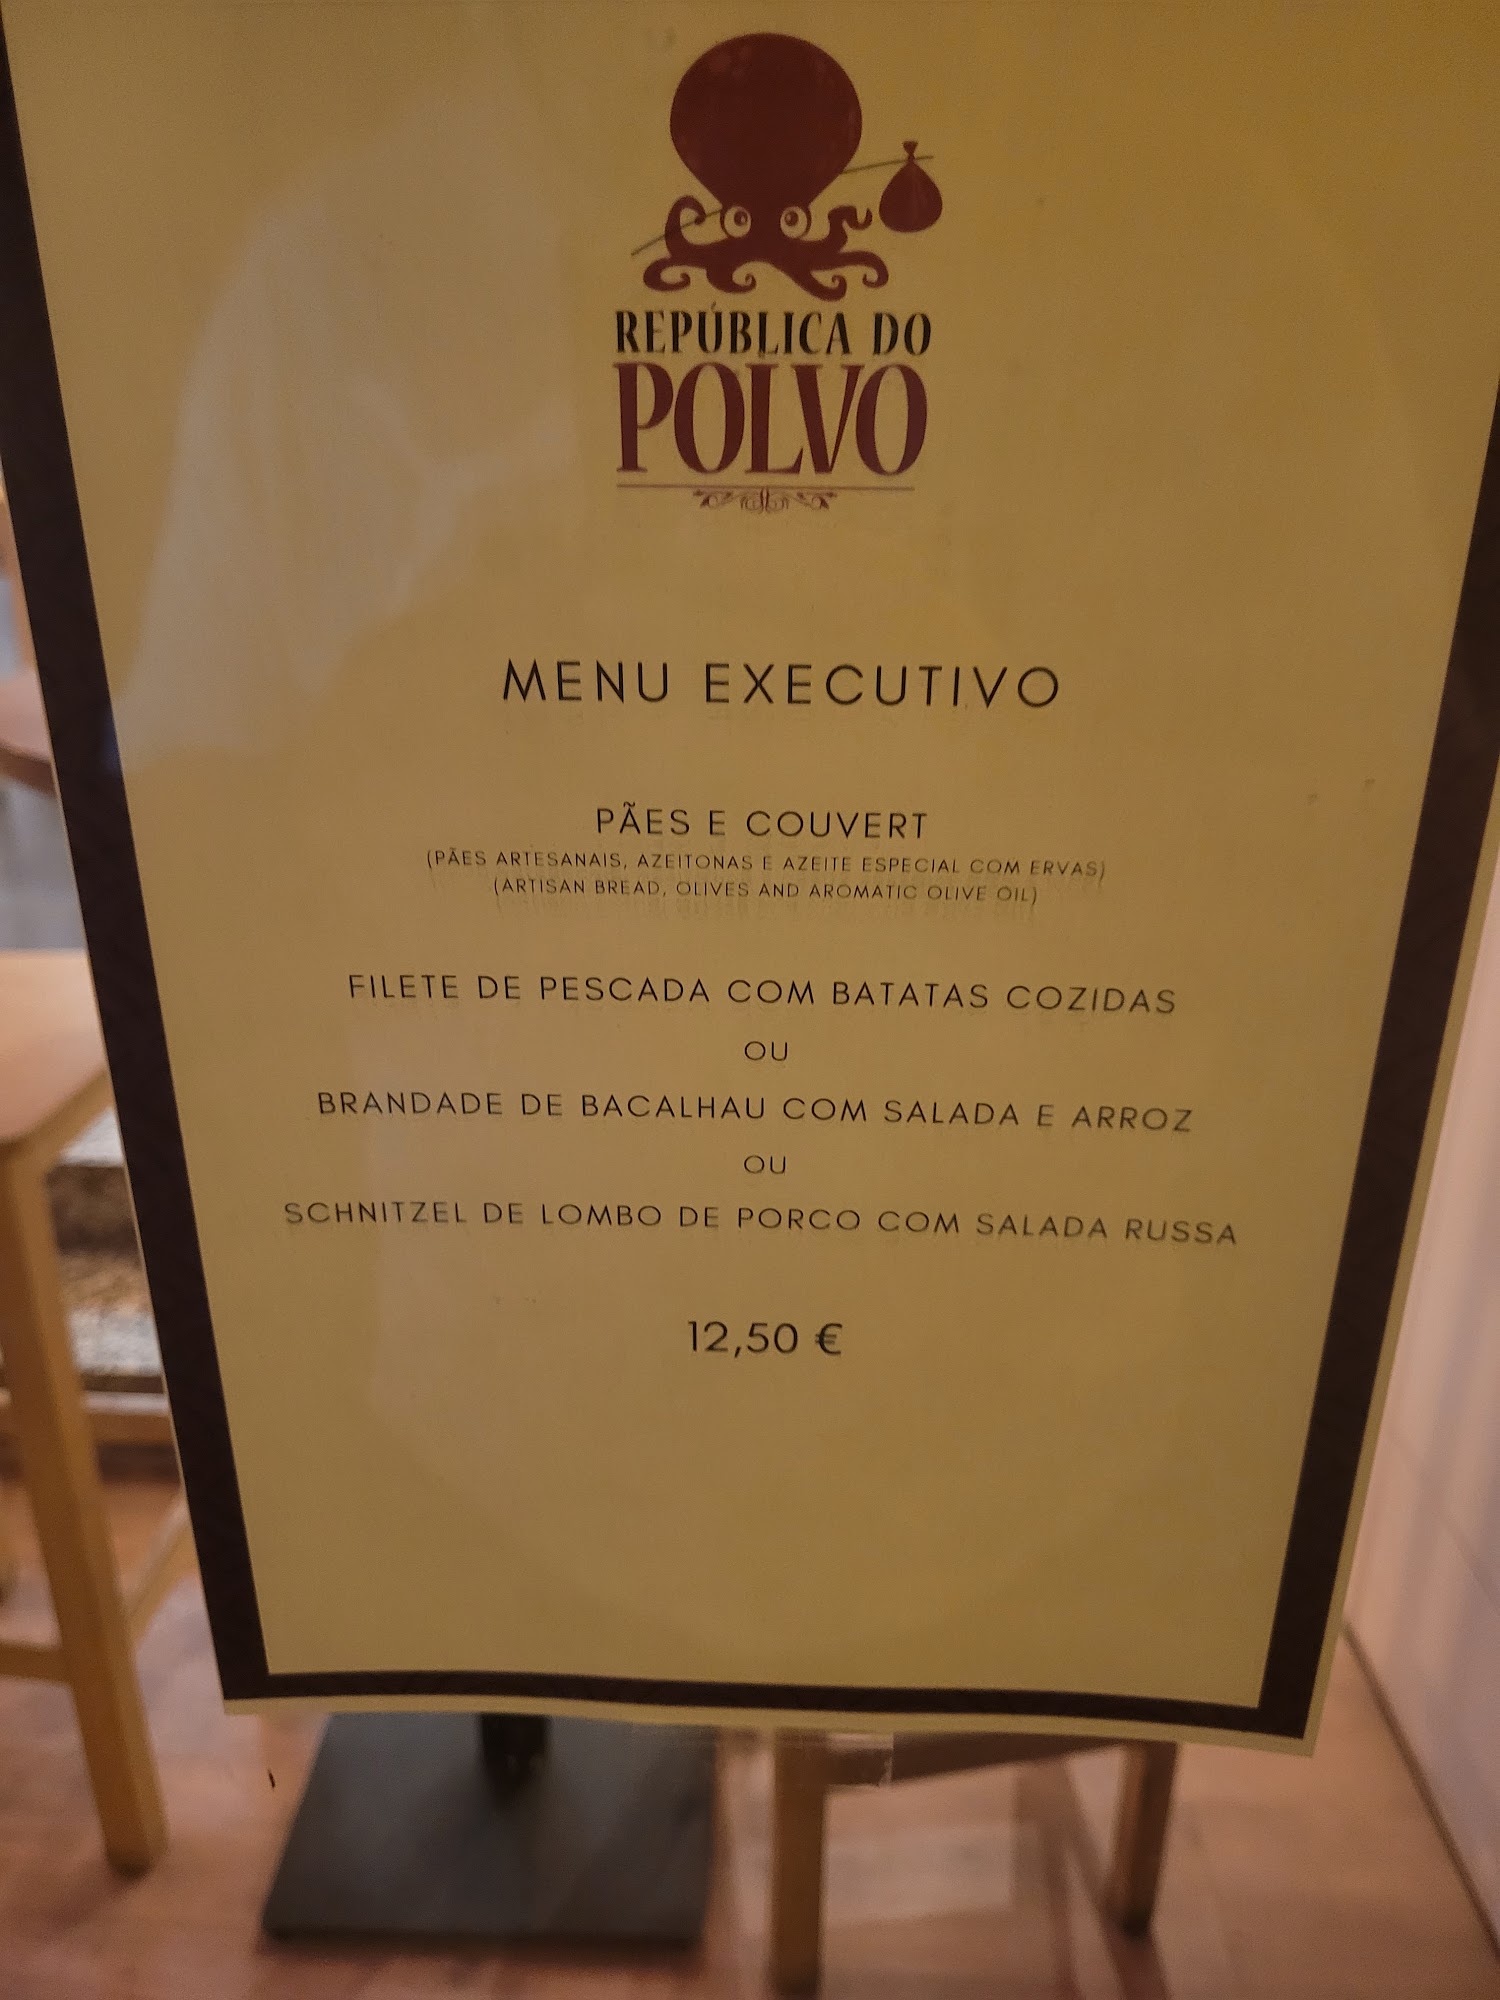 REPÚBLICA DO
POLVO
MENU EXECUTIVO
PÃES E COUVERT
(PÃES ARTESANAIS, AZEITONAS E AZEITE ESPECIAL COM ERVAS)
(ARTISAN BREAD, OLIVES AND AROMATIC OLIVE OIL)
FILETE DE PESCADA COM BATATAS COZIDAS
OU
BRANDADE DE BACALHAU COM SALADA E ARROZ
OU
SCHNITZEL DE LOMBO DE PORCO COM SALADA RUSSA
12,50 €